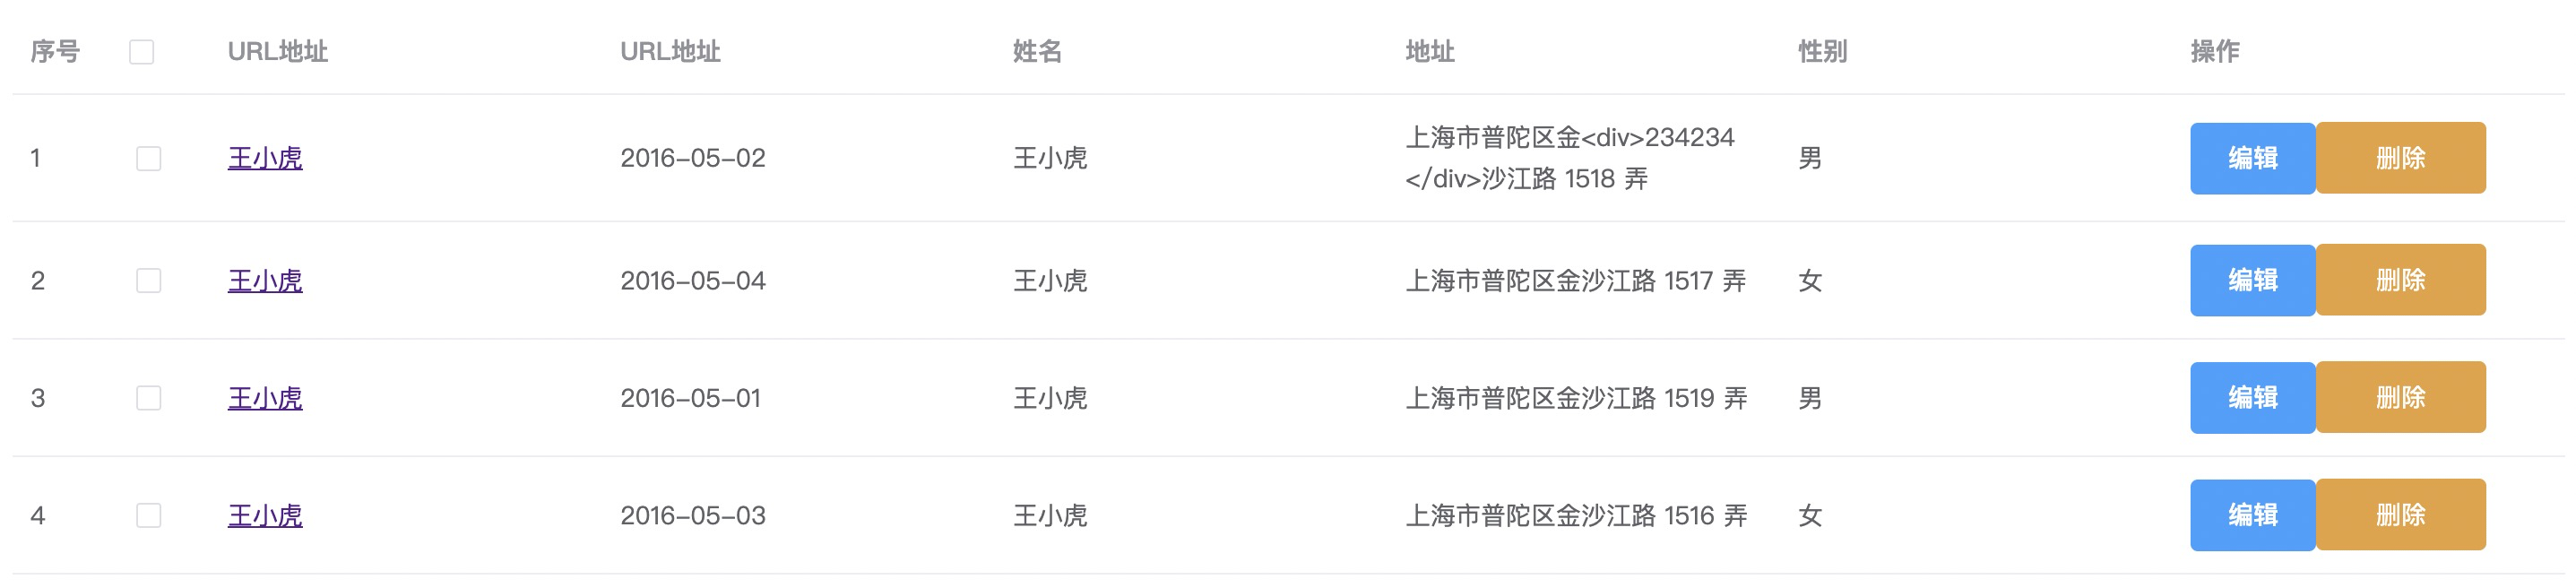 序号 URL地址 URL地址 姓名 地址 性别 操作
1 王小虎 2016-05-02 王小虎 上海市普陀区金<div>234234 男 编辑 删除
</div>沙江路 1518 弄
2 王小虎 2016-05-04 王小虎 上海市普陀区金沙江路 1517 弄 女 编辑 删除
3 王小虎 2016-05-01 王小虎 上海市普陀区金沙江路 1519 弄 男 编辑 删除
4 王小虎 2016-05-03 王小虎 上海市普陀区金沙江路 1516 弄 女 编辑 删除